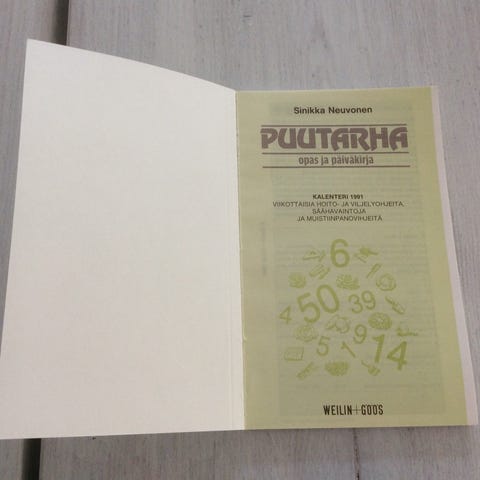 Sinikka Neuvonen
PUUTARHA
opas ja päiväkirja
KALENTERI 1991
VIIKOTTAISIA HOITO- JA VILJELYOHJEITA,
SÄÄHAVAINTOJA
JA MUISTIINPANOVIHJEITÄ
6
50
39
4
5
1
9
14
WEILIN+GÖÖS